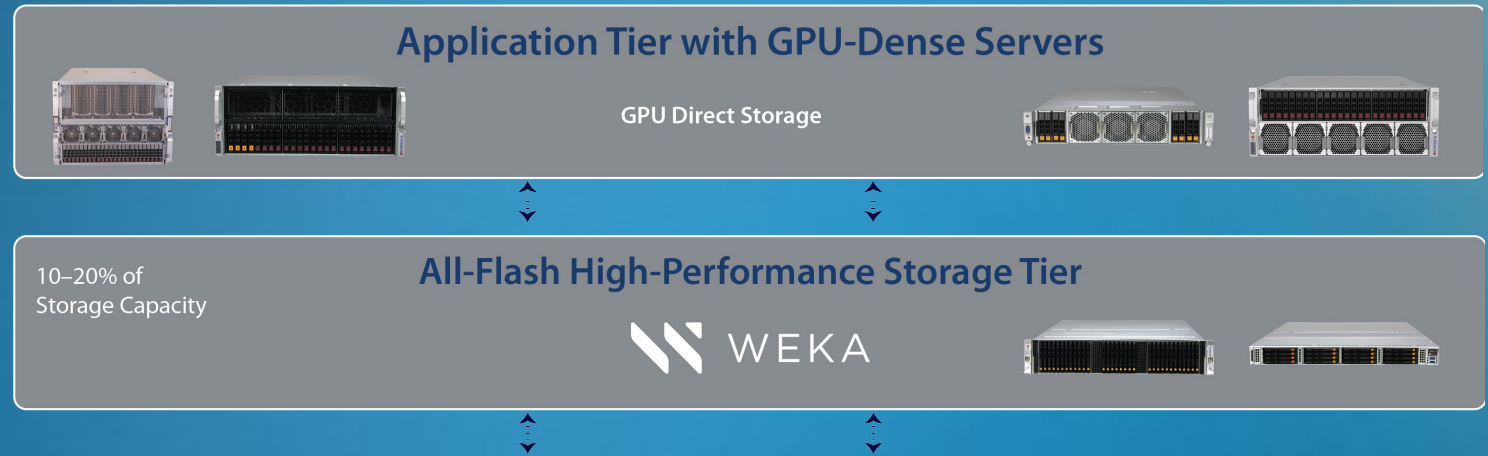 Application Tier with GPU-Dense Servers
GPU Direct Storage
10–20% of
Storage Capacity
All-Flash High-Performance Storage Tier
WEKA